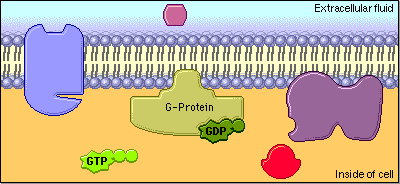 Extracellular fluid
G-Protein
GDP
GTP
Inside of cell